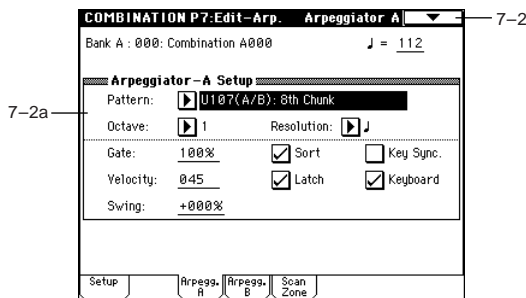 COMBINATION P7:Edit-Arp. Arpeggiator A
7–2
Bank A : 000: Combination A000 ♩ = 112
Arpeggiator-A Setup
7–2a
Pattern: U107(A/B): 8th Chunk
Octave: 1 Resolution: ♩
Gate: 100% Sort Key Sync.
Velocity: 045 Latch Keyboard
Swing: +000%
Setup Arpegg. A Arpegg. B Scan Zone